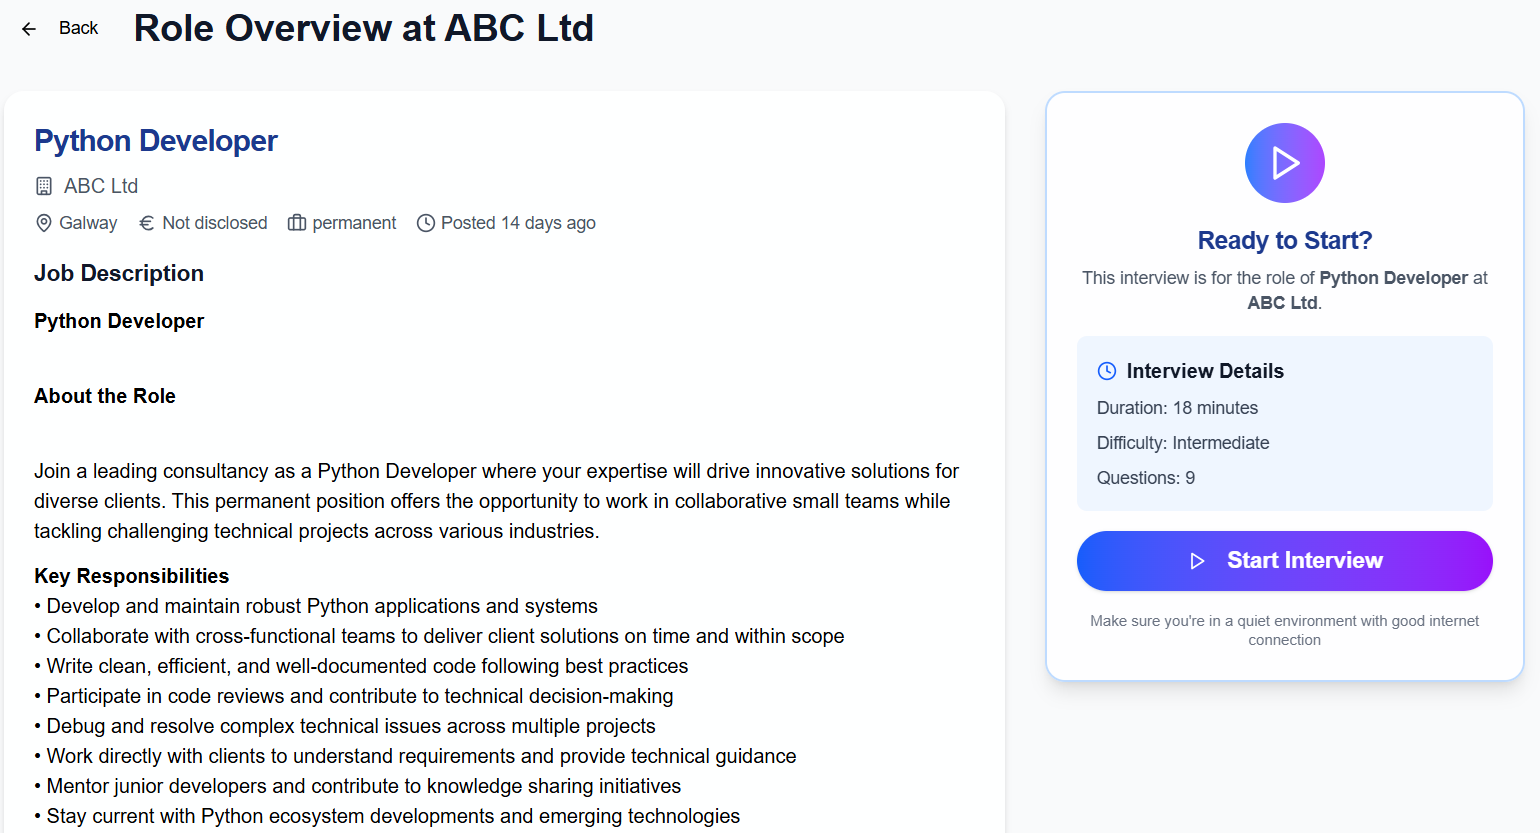 Back
Role Overview at ABC Ltd
Python Developer
ABC Ltd
Galway € Not disclosed permanent Posted 14 days ago
Job Description
Python Developer
About the Role
Join a leading consultancy as a Python Developer where your expertise will drive innovative solutions for
diverse clients. This permanent position offers the opportunity to work in collaborative small teams while
tackling challenging technical projects across various industries.
Key Responsibilities
• Develop and maintain robust Python applications and systems
• Collaborate with cross-functional teams to deliver client solutions on time and within scope
• Write clean, efficient, and well-documented code following best practices
• Participate in code reviews and contribute to technical decision-making
• Debug and resolve complex technical issues across multiple projects
• Work directly with clients to understand requirements and provide technical guidance
• Mentor junior developers and contribute to knowledge sharing initiatives
• Stay current with Python ecosystem developments and emerging technologies
Ready to Start?
This interview is for the role of Python Developer at
ABC Ltd.
Interview Details
Duration: 18 minutes
Difficulty: Intermediate
Questions: 9
Start Interview
Make sure you're in a quiet environment with good internet
connection